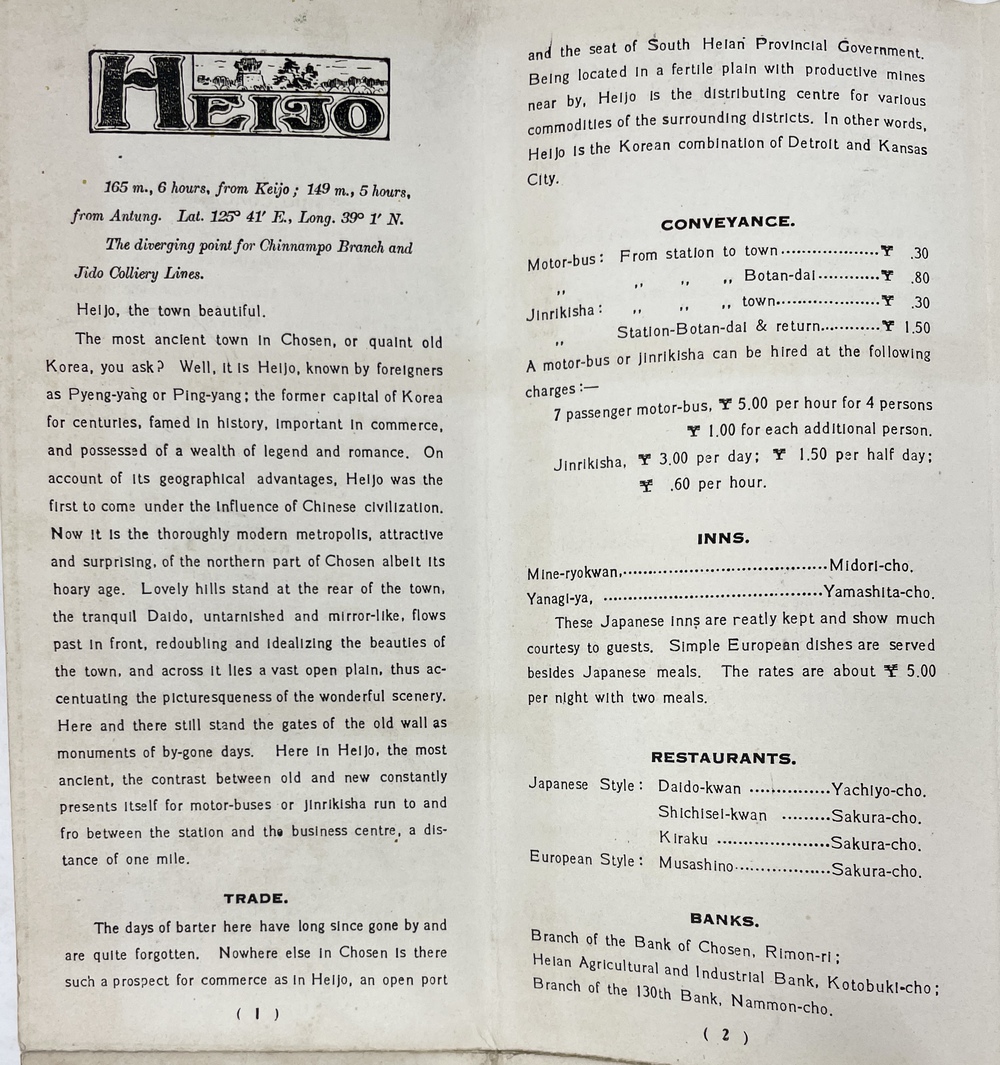 HEIJO
165 m., 6 hours, from Keijo; 149 m., 5 hours,
from Antung. Lat. 125° 41' E., Long. 39° 1' N.
The diverging point for Chinnampo Branch and
Jido Colliery Lines.
Heijo, the town beautiful.
The most ancient town in Chosen, or quaint old
Korea, you ask? Well, it is Heijo, known by foreigners
as Pyeng-yang or Ping-yang; the former capital of Korea
for centuries, famed in history, important in commerce,
and possessed of a wealth of legend and romance. On
account of its geographical advantages, Heijo was the
first to come under the influence of Chinese civilization.
Now it is the thoroughly modern metropolis, attractive
and surprising, of the northern part of Chosen albeit its
hoary age. Lovely hills stand at the rear of the town,
the tranquil Daido, untarnished and mirror-like, flows
past in front, redoubling and idealizing the beauties of
the town, and across it lies a vast open plain, thus ac-
centuating the picturesqueness of the wonderful scenery.
Here and there still stand the gates of the old wall as
monuments of by-gone days. Here in Heijo, the most
ancient, the contrast between old and new constantly
presents itself for motor-buses or jinrikisha run to and
fro between the station and the business centre, a dis-
tance of one mile.
TRADE.
The days of barter here have long since gone by and
are quite forgotten. Nowhere else in Chosen is there
such a prospect for commerce as in Heijo, an open port
( 1 )
and the seat of South Heian Provincial Government.
Being located in a fertile plain with productive mines
near by, Heijo is the distributing centre for various
commodities of the surrounding districts. In other words,
Heijo is the Korean combination of Detroit and Kansas
City.
CONVEYANCE.
Motor-bus: From station to town...................¥ .30
,, ,, ,, ,, Botan-dai............¥ .80
Jinrikisha: ,, ,, ,, town....................¥ .30
,, Station-Botan-dai & return............¥ 1.50
A motor-bus or jinrikisha can be hired at the following
charges:—
7 passenger motor-bus, ¥ 5.00 per hour for 4 persons
¥ 1.00 for each additional person.
Jinrikisha, ¥ 3.00 per day; ¥ 1.50 per half day;
¥ .60 per hour.
INNS.
Mine-ryokwan,.......................................Midori-cho.
Yanagi-ya, ..........................................Yamashita-cho.
These Japanese inns are reatly kept and show much
courtesy to guests. Simple European dishes are served
besides Japanese meals. The rates are about ¥ 5.00
per night with two meals.
RESTAURANTS.
Japanese Style: Daido-kwan ...............Yachiyo-cho.
Shichisei-kwan .........Sakura-cho.
Kiraku .....................Sakura-cho.
European Style: Musashino..................Sakura-cho.
BANKS.
Branch of the Bank of Chosen, Rimon-ri;
Heian Agricultural and Industrial Bank, Kotobuki-cho;
Branch of the 130th Bank, Nammon-cho.
( 2 )